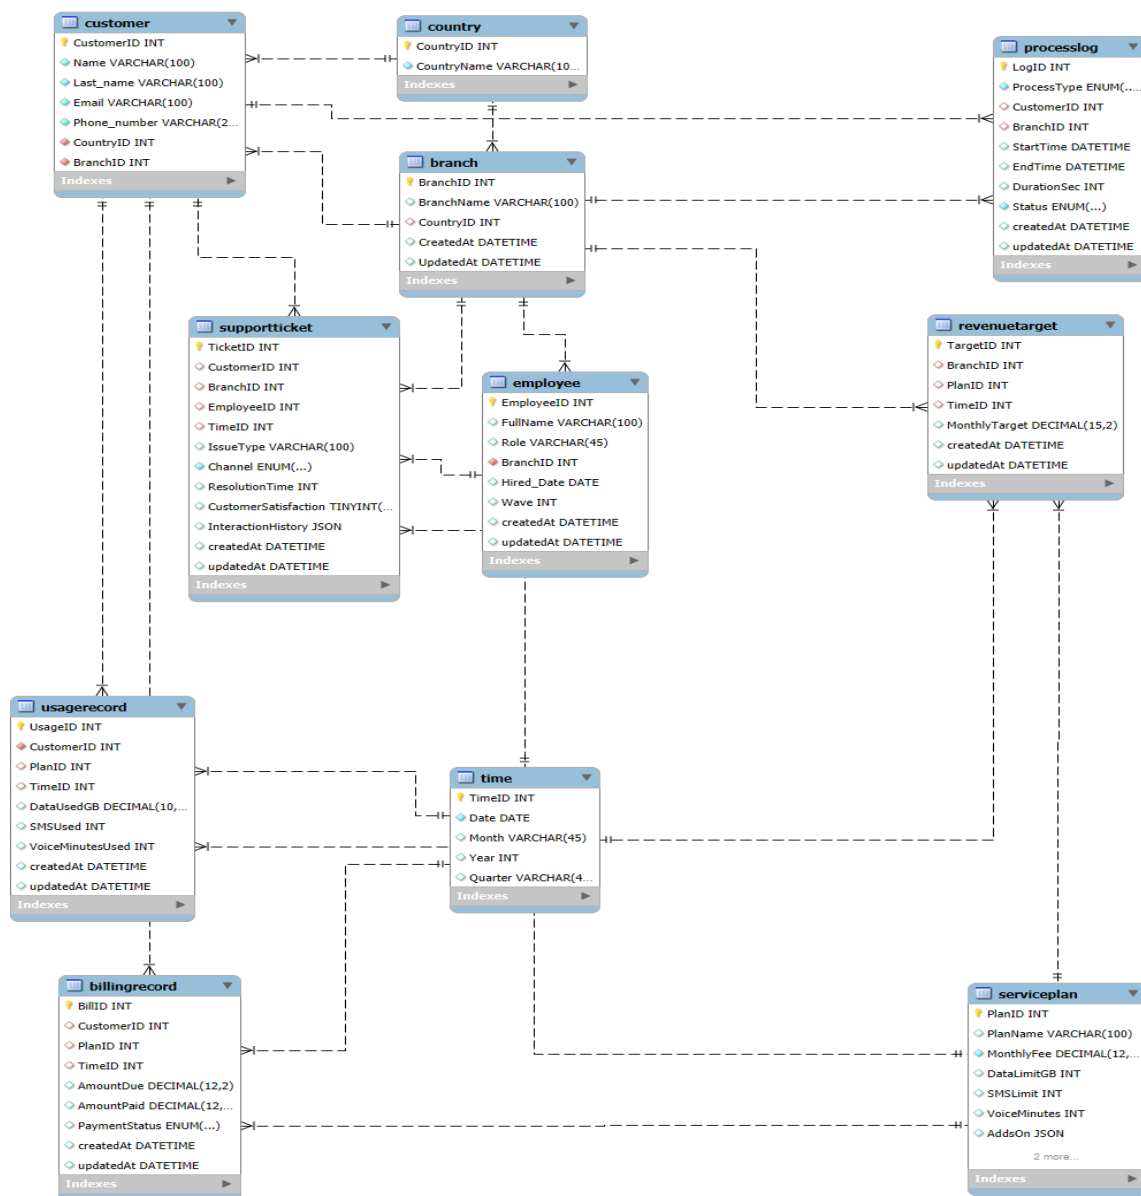 customer
CustomerID INT
Name VARCHAR(100)
Last_name VARCHAR(100)
Email VARCHAR(100)
Phone_number VARCHAR(2...
CountryID INT
BranchID INT
Indexes
country
CountryID INT
CountryName VARCHAR(10...
Indexes
processlog
LogID INT
ProcessType ENUM(...
CustomerID INT
BranchID INT
StartTime DATETIME
EndTime DATETIME
DurationSec INT
Status ENUM(...)
createdAt DATETIME
updatedAt DATETIME
Indexes
branch
BranchID INT
BranchName VARCHAR(100)
CountryID INT
CreatedAt DATETIME
UpdatedAt DATETIME
Indexes
supportticket
TicketID INT
CustomerID INT
BranchID INT
EmployeeID INT
TimeID INT
IssueType VARCHAR(100)
Channel ENUM(...)
ResolutionTime INT
CustomerSatisfaction TINYINT(...
InteractionHistory JSON
createdAt DATETIME
updatedAt DATETIME
Indexes
employee
EmployeeID INT
FullName VARCHAR(100)
Role VARCHAR(45)
BranchID INT
Hired_Date DATE
Wave INT
createdAt DATETIME
updatedAt DATETIME
Indexes
revenuetarget
TargetID INT
BranchID INT
PlanID INT
TimeID INT
MonthlyTarget DECIMAL(15,2)
createdAt DATETIME
updatedAt DATETIME
Indexes
usagerecord
UsageID INT
CustomerID INT
PlanID INT
TimeID INT
DataUsedGB DECIMAL(10,...
SMSUsed INT
VoiceMinutesUsed INT
createdAt DATETIME
updatedAt DATETIME
Indexes
time
TimeID INT
Date DATE
Month VARCHAR(45)
Year INT
Quarter VARCHAR(4...
Indexes
billingrecord
BillID INT
CustomerID INT
PlanID INT
TimeID INT
AmountDue DECIMAL(12,2)
AmountPaid DECIMAL(12,...
PaymentStatus ENUM(...)
createdAt DATETIME
updatedAt DATETIME
Indexes
serviceplan
PlanID INT
PlanName VARCHAR(100)
MonthlyFee DECIMAL(12,...
DataLimitGB INT
SMSLimit INT
VoiceMinutes INT
AddsOn JSON
2 more...
Indexes